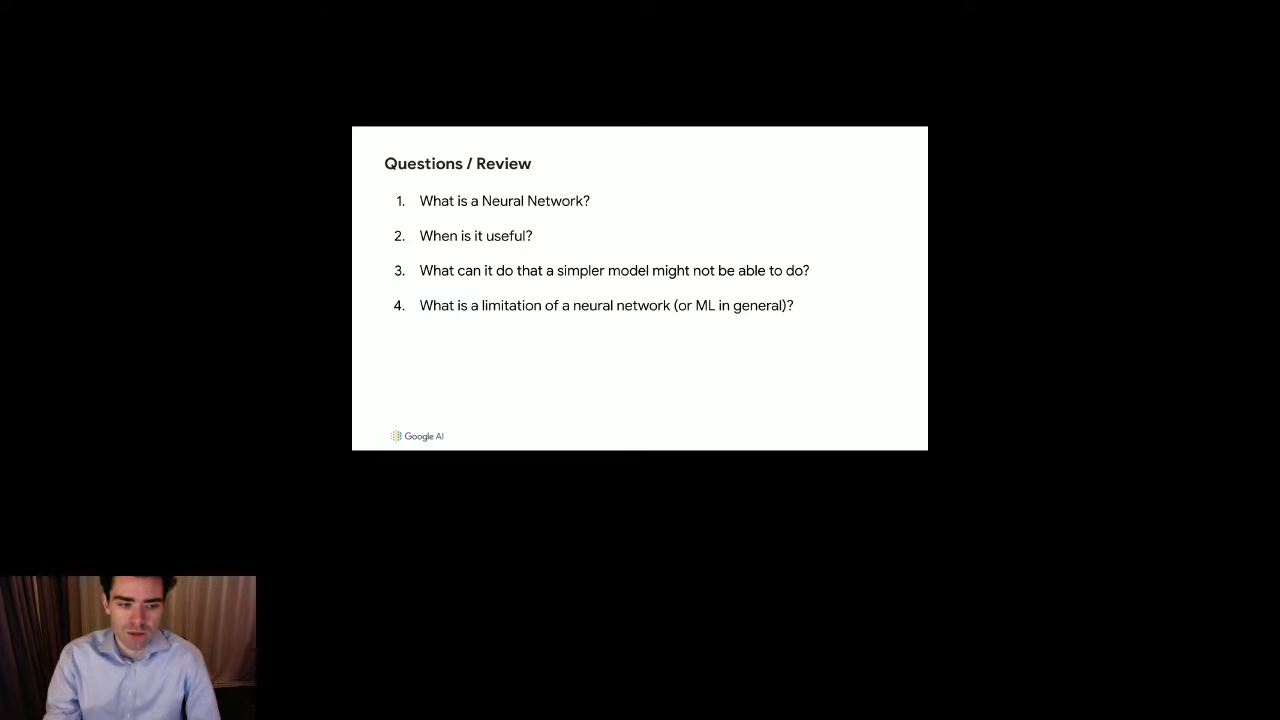 Questions / Review
1. What is a Neural Network?
2. When is it useful?
3. What can it do that a simpler model might not be able to do?
4. What is a limitation of a neural network (or ML in general)?
Google AI